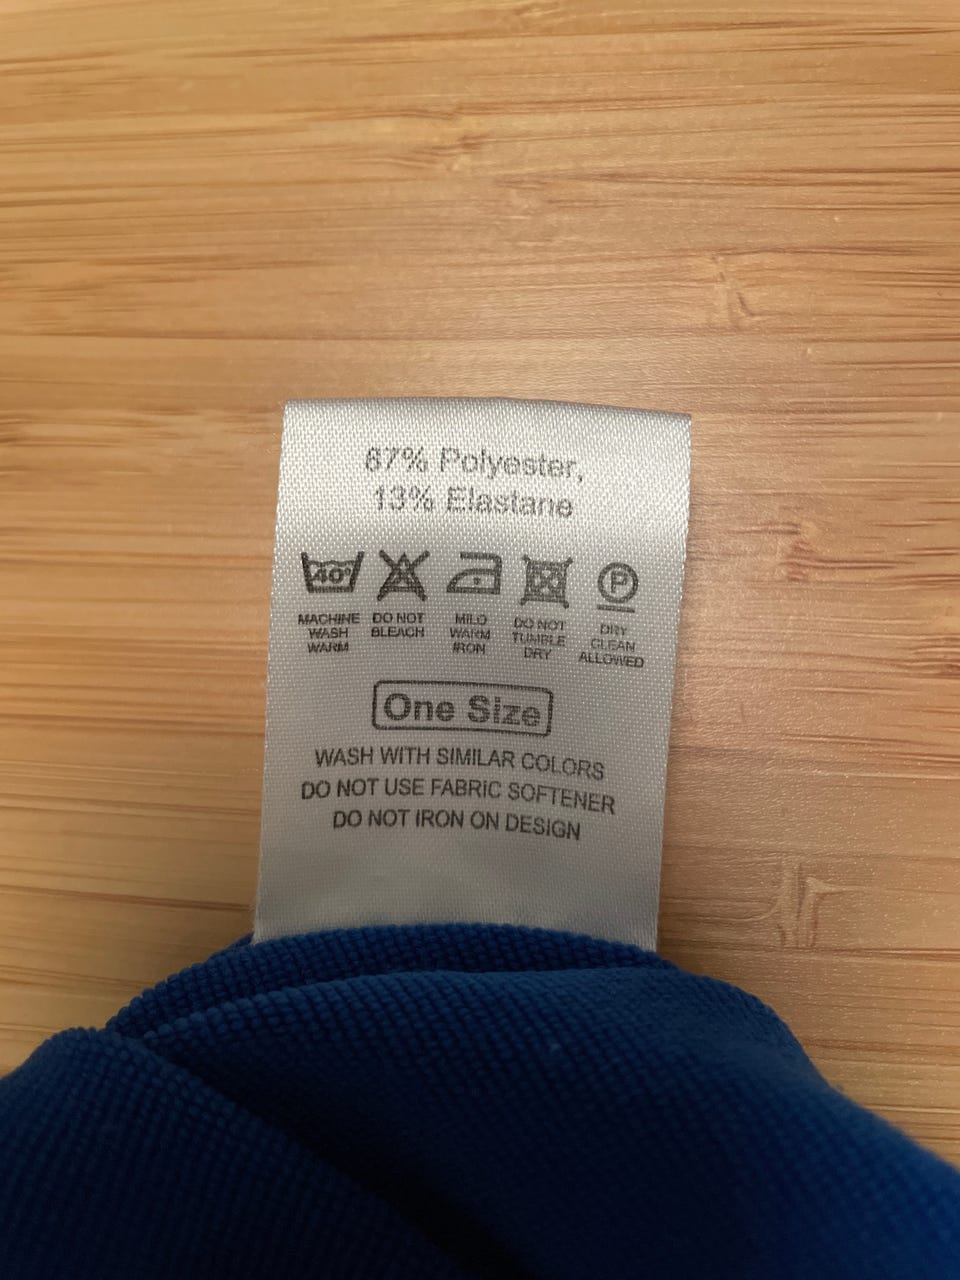 87% Polyester,
13% Elastane
40°
P
MACHINE WASH WARM
DO NOT BLEACH
MILD WARM IRON
DO NOT TUMBLE DRY
DRY CLEAN ALLOWED
One Size
WASH WITH SIMILAR COLORS
DO NOT USE FABRIC SOFTENER
DO NOT IRON ON DESIGN